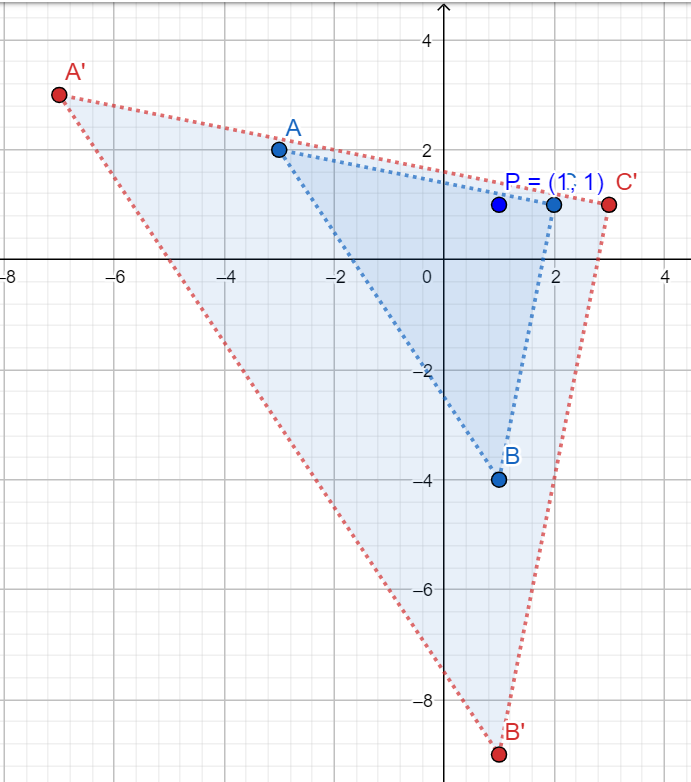 4
A'
A
2
P = (1, 1)
C'
–8
–6
–4
–2
0
2
4
–2
B
–4
–6
–8
B'